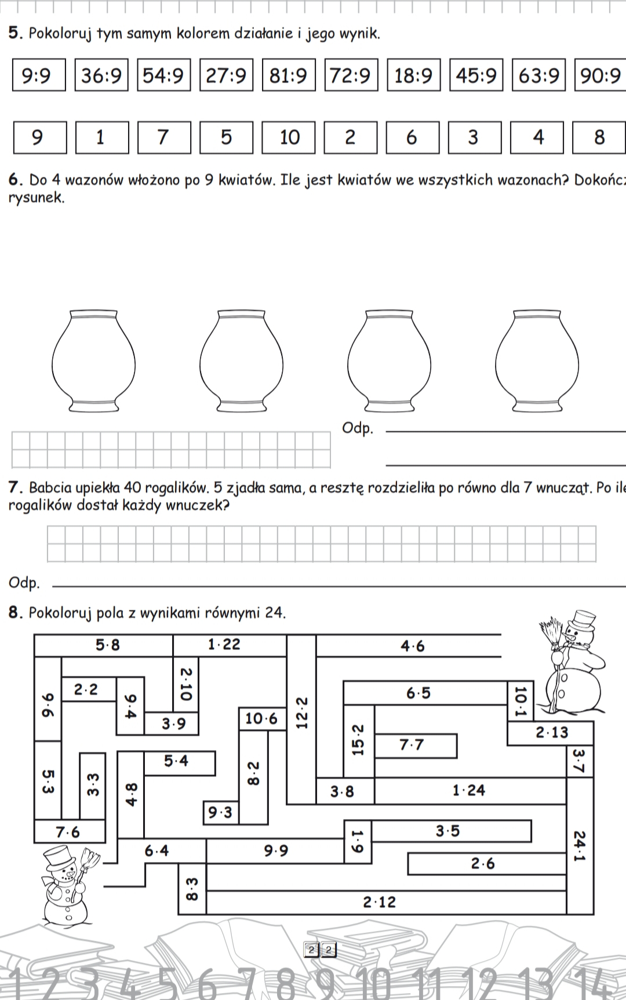 5. Pokoloruj tym samym kolorem działanie i jego wynik.
9:9 36:9 54:9 27:9 81:9 72:9 18:9 45:9 63:9 90:9
9 1 7 5 10 2 6 3 4 8
6. Do 4 wazonów włożono po 9 kwiatów. Ile jest kwiatów we wszystkich wazonach? Dokończ
rysunek.
Odp.
7. Babcia upiekła 40 rogalików. 5 zjadła sama, a resztę rozdzieliła po równo dla 7 wnucząt. Po ile
rogalików dostał każdy wnuczek?
Odp.
8. Pokoloruj pola z wynikami równymi 24.
5·8 1·22 4·6
2·10
2·2 9·6 9·4 6·5 10·1
12·2
10·6 3·9
2·13
15·2 7·7
5·4 3·7
8·2
5·3 3·3 4·8 3·8 1·24
9·3
7·6 3·5
1·9 24·1
6·4 9·9
2·6
8·3
2·12
2 2
1 2 3 4 5 6 7 8 9 10 11 12 13 14